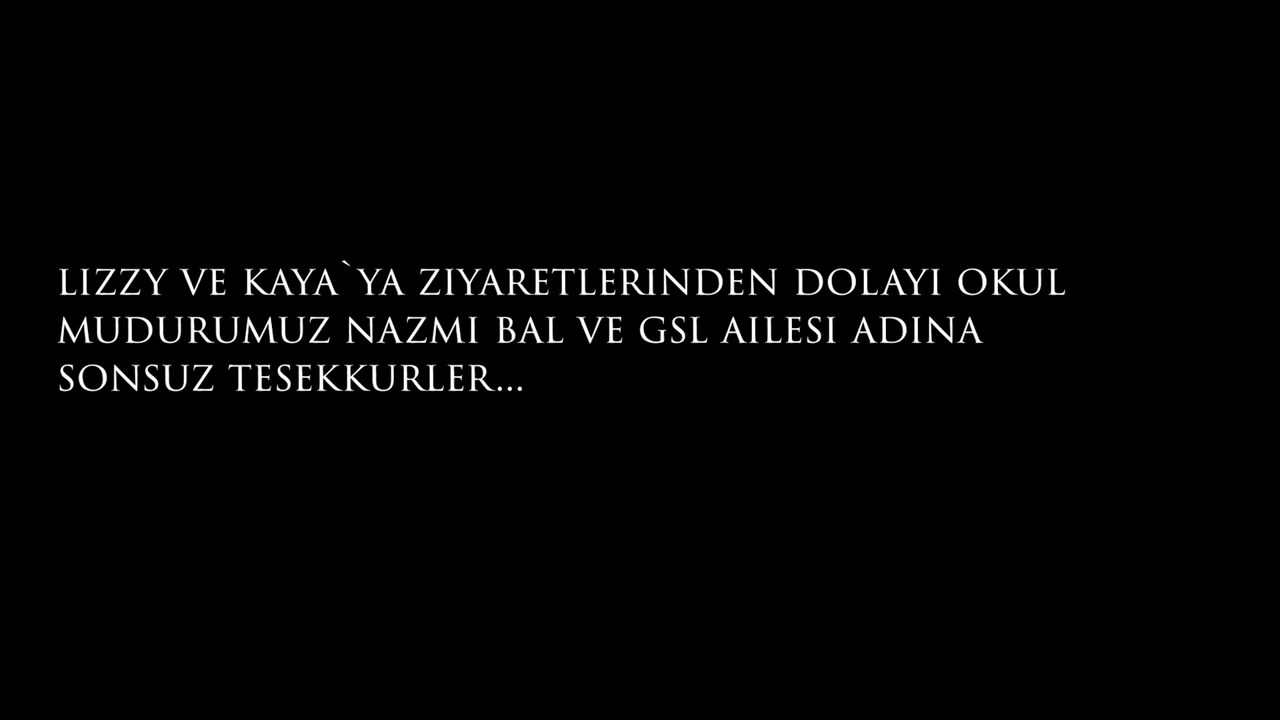 LIZZY VE KAYA`YA ZIYARETLERINDEN DOLAYI OKUL
MUDURUMUZ NAZMI BAL VE GSL AILESI ADINA
SONSUZ TESEKKURLER...